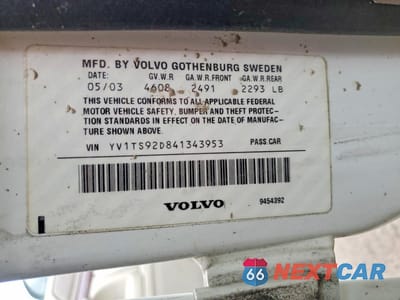 MFD. BY VOLVO GOTHENBURG SWEDEN
DATE: GV.W.R GA.W.R.FRONT GA.W.R.REAR
05/03 4608 2491 2293 LB
THIS VEHICLE CONFORMS TO ALL APPLICABLE FEDERAL
MOTOR VEHICLE SAFETY, BUMPER AND THEFT PROTEC-
TION STANDARDS IN EFFECT ON THE DATE OF MANUFAC-
TURE SHOWN ABOVE.
VIN YV1TS92D841343953 PASS.CAR
VOLVO 9454392
66 NEXTCAR